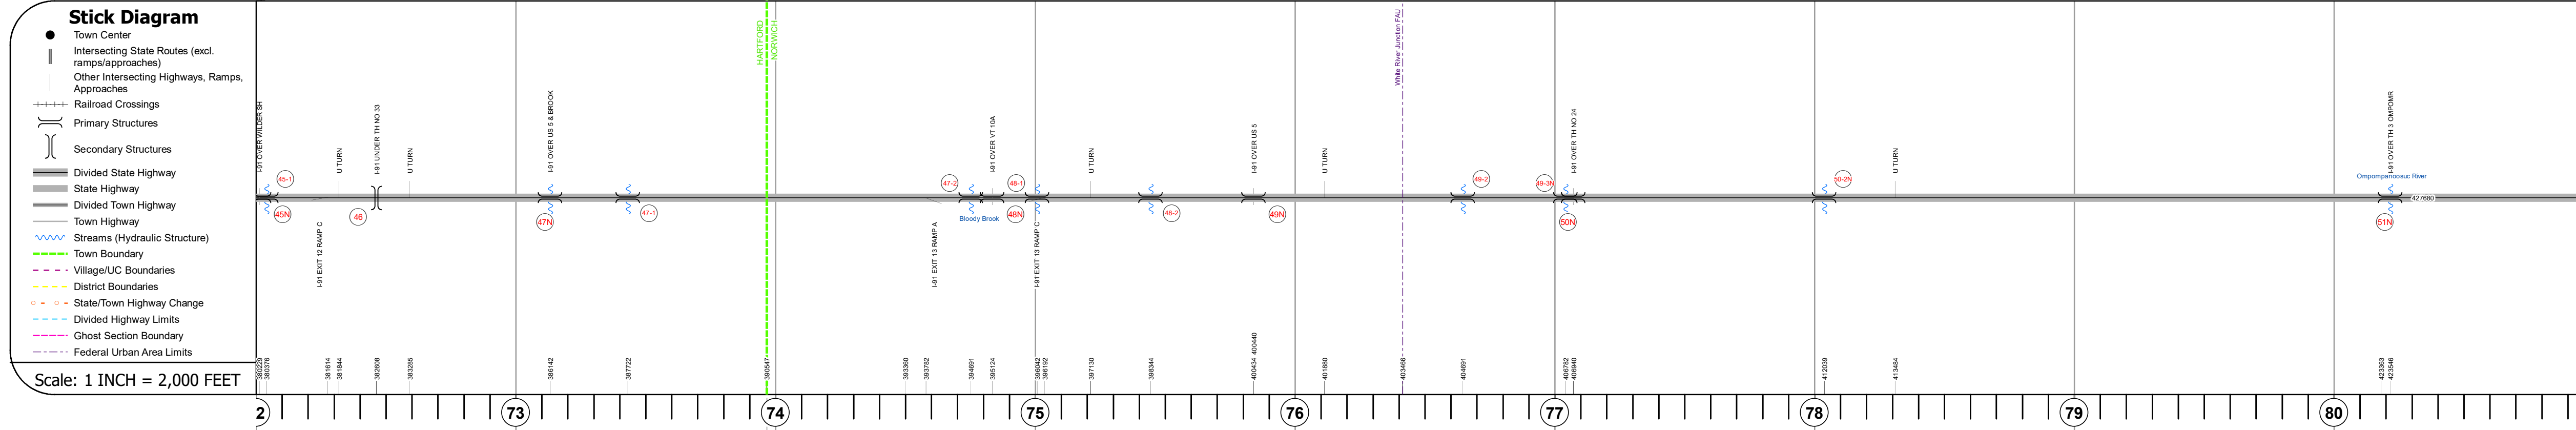 Stick Diagram
Town Center
Intersecting State Routes (excl.
ramps/approaches)
Other Intersecting Highways, Ramps,
Approaches
Railroad Crossings
Primary Structures
Secondary Structures
Divided State Highway
State Highway
Divided Town Highway
Town Highway
Streams (Hydraulic Structure)
Town Boundary
Village/UC Boundaries
District Boundaries
State/Town Highway Change
Divided Highway Limits
Ghost Section Boundary
Federal Urban Area Limits
Scale: 1 INCH = 2,000 FEET
HARTFORD
NORWICH
White River Junction FAU
I-91 OVER WILDER SH
U TURN
I-91 UNDER TH NO 33
U TURN
I-91 OVER US 5 & BROOK
I-91 OVER VT 10A
U TURN
I-91 OVER US 5
U TURN
I-91 OVER TH NO 24
U TURN
I-91 OVER TH 3 OMPOMR
45-1
47-2
48-1
49-2
49-3N
50-2N
Ompompanoosuc River
427680
45N
46
47N
47-1
Bloody Brook
48N
48-2
49N
50N
51N
I-91 EXIT 12 RAMP C
I-91 EXIT 13 RAMP A
I-91 EXIT 13 RAMP C
380229
380376
381614
381844
382608
383285
386142
387722
390547
393360
393782
394691
395124
396042
396192
397130
398344
400434 400440
401880
403466
404691
406782
406940
412039
413484
423363
423546
2
73
74
75
76
77
78
79
80